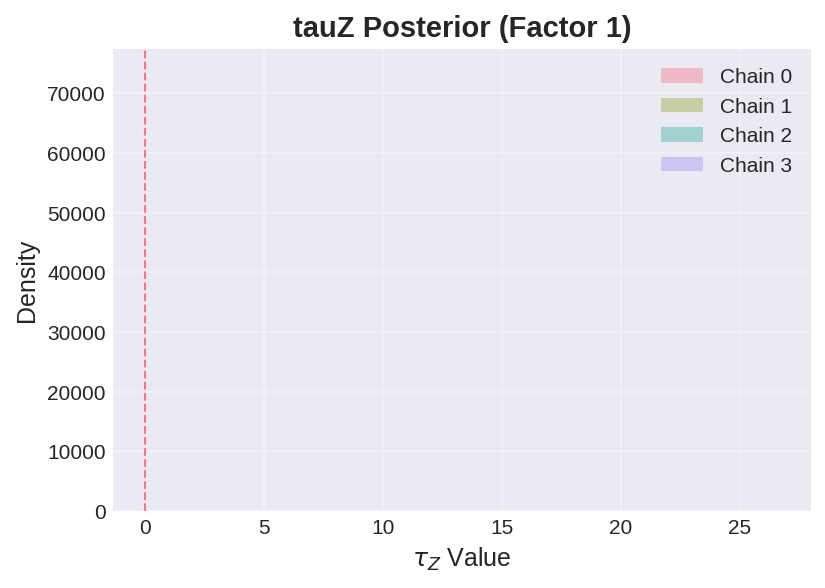 tauZ Posterior (Factor 1)
Chain 0
Chain 1
Chain 2
Chain 3
Density
70000
60000
50000
40000
30000
20000
10000
0
0 5 10 15 20 25
τZ Value